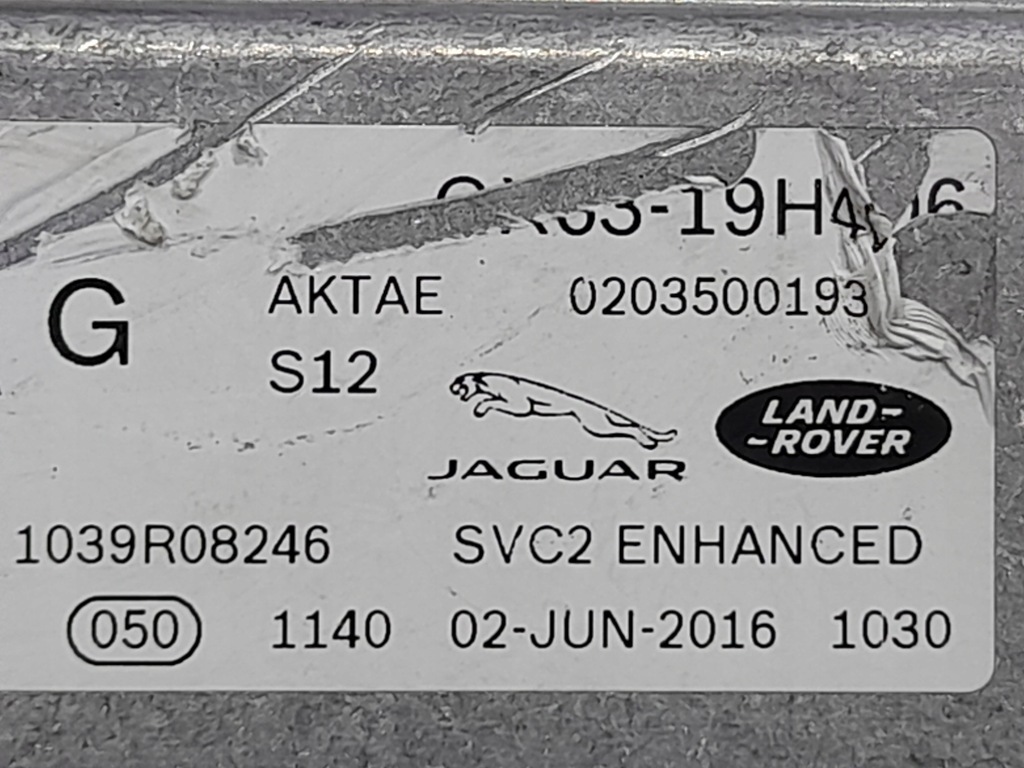 G AKTAE 0203500193
S12
JAGUAR LAND-
-ROVER
1039R08246 SVC2 ENHANCED
050 1140 02-JUN-2016 1030